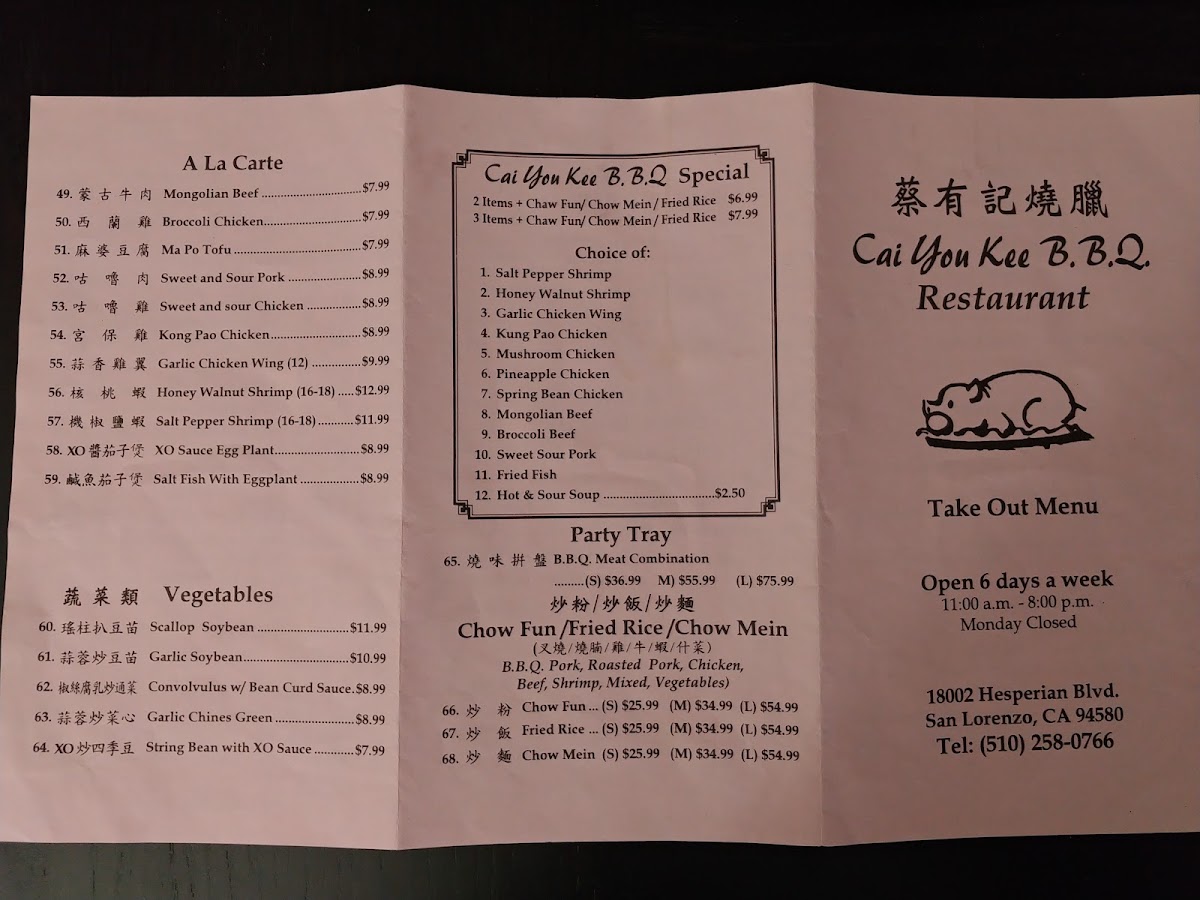 A La Carte
49. 蒙古牛肉 Mongolian Beef ................................$7.99
50. 西蘭雞 Broccoli Chicken................................$7.99
51. 麻婆豆腐 Ma Po Tofu ................................$7.99
52. 咕嚕肉 Sweet and Sour Pork ......................$8.99
53. 咕嚕雞 Sweet and sour Chicken ..................$8.99
54. 宮保雞 Kong Pao Chicken...........................$8.99
55. 蒜香雞翼 Garlic Chicken Wing (12) ...............$9.99
56. 核桃蝦 Honey Walnut Shrimp (16-18) .....$12.99
57. 機椒鹽蝦 Salt Pepper Shrimp (16-18)...........$11.99
58. XO醬茄子煲 XO Sauce Egg Plant.........................$8.99
59. 鹹魚茄子煲 Salt Fish With Eggplant ..................$8.99
蔬菜類 Vegetables
60. 瑤柱扒豆苗 Scallop Soybean ...........................$11.99
61. 蒜蓉炒豆苗 Garlic Soybean................................$10.99
62. 椒絲腐乳炒通菜 Convolvulus w/ Bean Curd Sauce.$8.99
63. 蒜蓉炒菜心 Garlic Chines Green .........................$8.99
64. XO炒四季豆 String Bean with XO Sauce ............$7.99
Cai You Kee B.B.Q Special
2 Items + Chaw Fun/ Chow Mein / Fried Rice $6.99
3 Items + Chaw Fun/ Chow Mein / Fried Rice $7.99
Choice of:
1. Salt Pepper Shrimp
2. Honey Walnut Shrimp
3. Garlic Chicken Wing
4. Kung Pao Chicken
5. Mushroom Chicken
6. Pineapple Chicken
7. Spring Bean Chicken
8. Mongolian Beef
9. Broccoli Beef
10. Sweet Sour Pork
11. Fried Fish
12. Hot & Sour Soup .................................$2.50
Party Tray
65. 燒味拼盤 B.B.Q. Meat Combination
.........(S) $36.99 M) $55.99 (L) $75.99
炒粉/炒飯/炒麵
Chow Fun/Fried Rice/Chow Mein
(叉燒/燒腩/雞/牛/蝦/什菜)
B.B.Q. Pork, Roasted Pork, Chicken,
Beef, Shrimp, Mixed, Vegetables)
66. 炒粉 Chow Fun ... (S) $25.99 (M) $34.99 (L) $54.99
67. 炒飯 Fried Rice ... (S) $25.99 (M) $34.99 (L) $54.99
68. 炒麵 Chow Mein (S) $25.99 (M) $34.99 (L) $54.99
蔡有記燒臘
Cai You Kee B.B.Q.
Restaurant
Take Out Menu
Open 6 days a week
11:00 a.m. - 8:00 p.m.
Monday Closed
18002 Hesperian Blvd.
San Lorenzo, CA 94580
Tel: (510) 258-0766